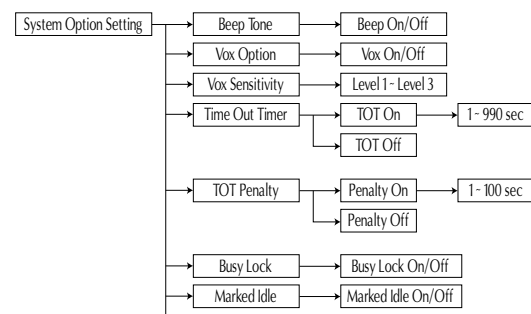 System Option Setting Beep Tone Beep On/Off
Vox Option Vox On/Off
Vox Sensitivity Level 1 - Level 3
Time Out Timer TOT On 1 - 990 sec
TOT Off
TOT Penalty Penalty On 1 - 100 sec
Penalty Off
Busy Lock Busy Lock On/Off
Marked Idle Marked Idle On/Off